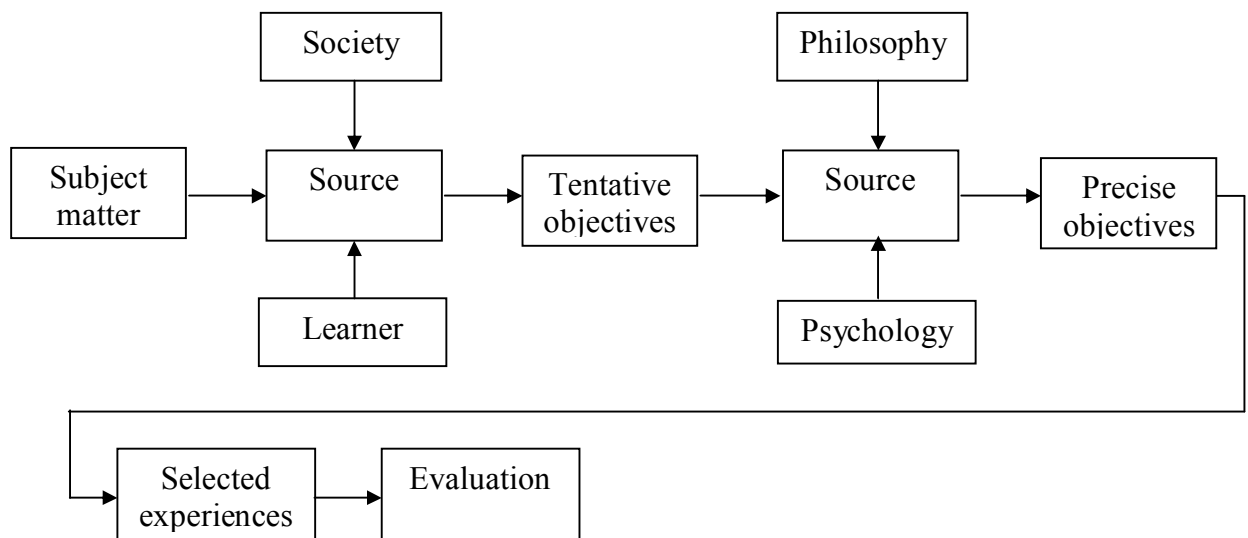 Society
Philosophy
Subject
matter
Source
Tentative
objectives
Source
Precise
objectives
Learner
Psychology
Selected
experiences
Evaluation